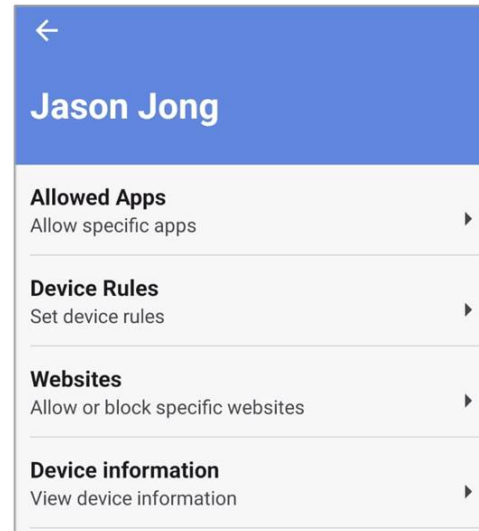 Jason Jong
Allowed Apps
Allow specific apps
Device Rules
Set device rules
Websites
Allow or block specific websites
Device information
View device information